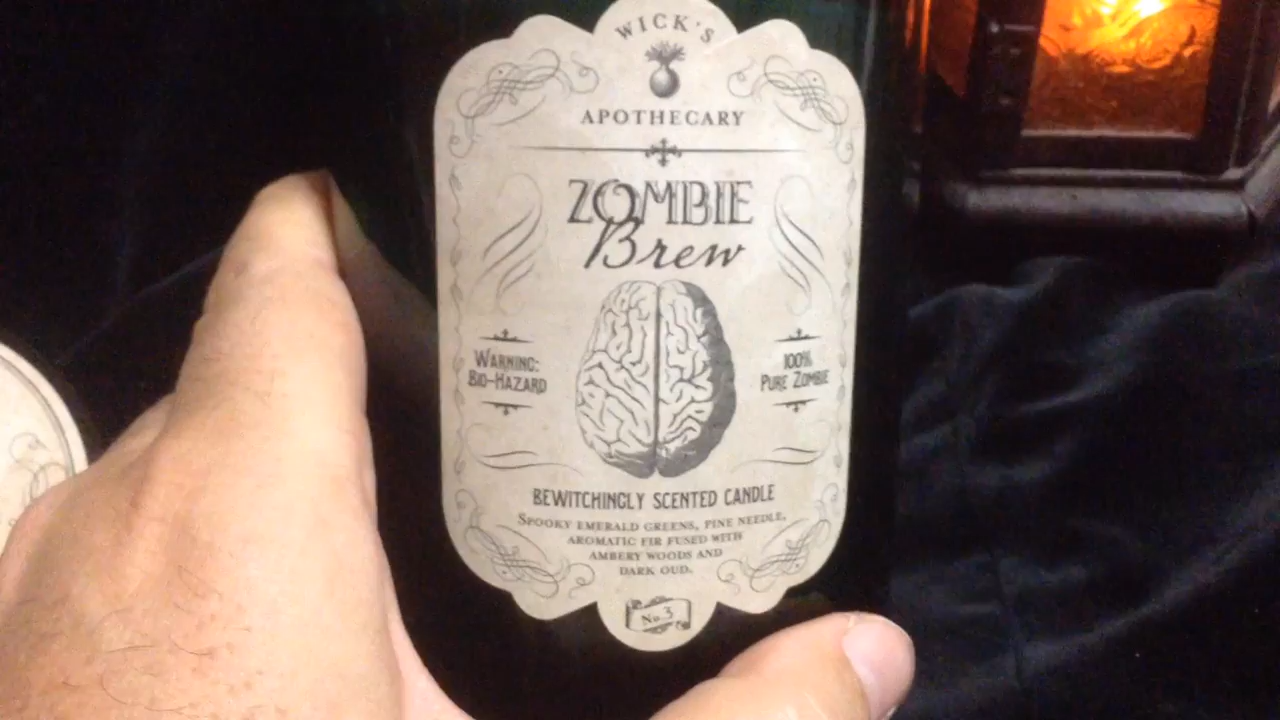 WICK'S
APOTHECARY
ZOMBIE
Brew
WARNING:
BIO-HAZARD
100%
PURE ZOMBIE
BEWITCHINGLY SCENTED CANDLE
SPOOKY EMERALD GREENS, PINE NEEDLE,
AROMATIC FIR FUSED WITH
AMBERY WOODS AND
DARK OUD.
No. 3